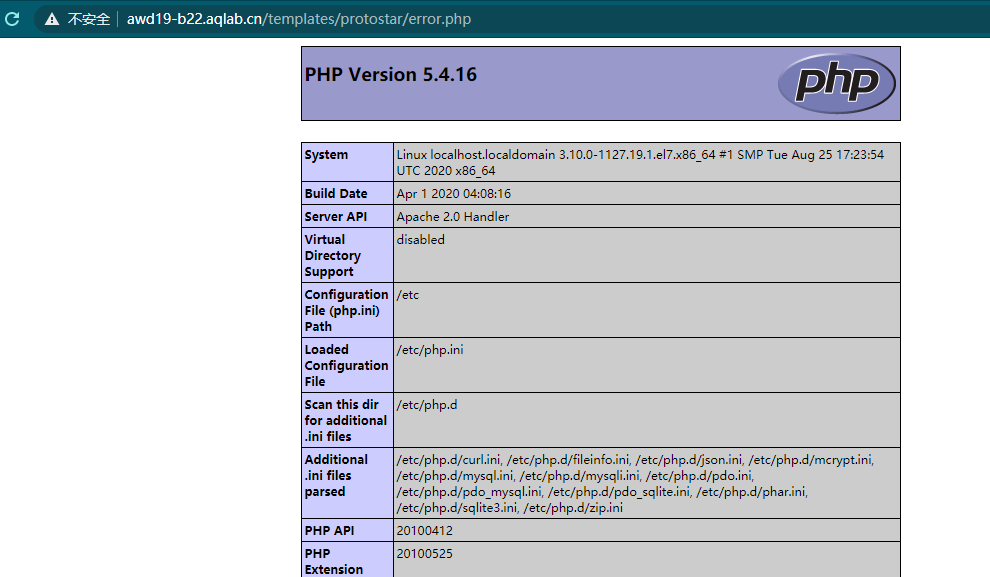 不安全 awd19-b22.aqlab.cn/templates/protostar/error.php
PHP Version 5.4.16
php
System
Linux localhost.localdomain 3.10.0-1127.19.1.el7.x86_64 #1 SMP Tue Aug 25 17:23:54
UTC 2020 x86_64
Build Date
Apr 1 2020 04:08:16
Server API
Apache 2.0 Handler
Virtual
Directory
Support
disabled
Configuration
File (php.ini)
Path
/etc
Loaded
Configuration
File
/etc/php.ini
Scan this dir
for additional
.ini files
/etc/php.d
Additional
.ini files
parsed
/etc/php.d/curl.ini, /etc/php.d/fileinfo.ini, /etc/php.d/json.ini, /etc/php.d/mcrypt.ini,
/etc/php.d/mysql.ini, /etc/php.d/mysqli.ini, /etc/php.d/pdo.ini,
/etc/php.d/pdo_mysql.ini, /etc/php.d/pdo_sqlite.ini, /etc/php.d/phar.ini,
/etc/php.d/sqlite3.ini, /etc/php.d/zip.ini
PHP API
20100412
PHP
Extension
20100525